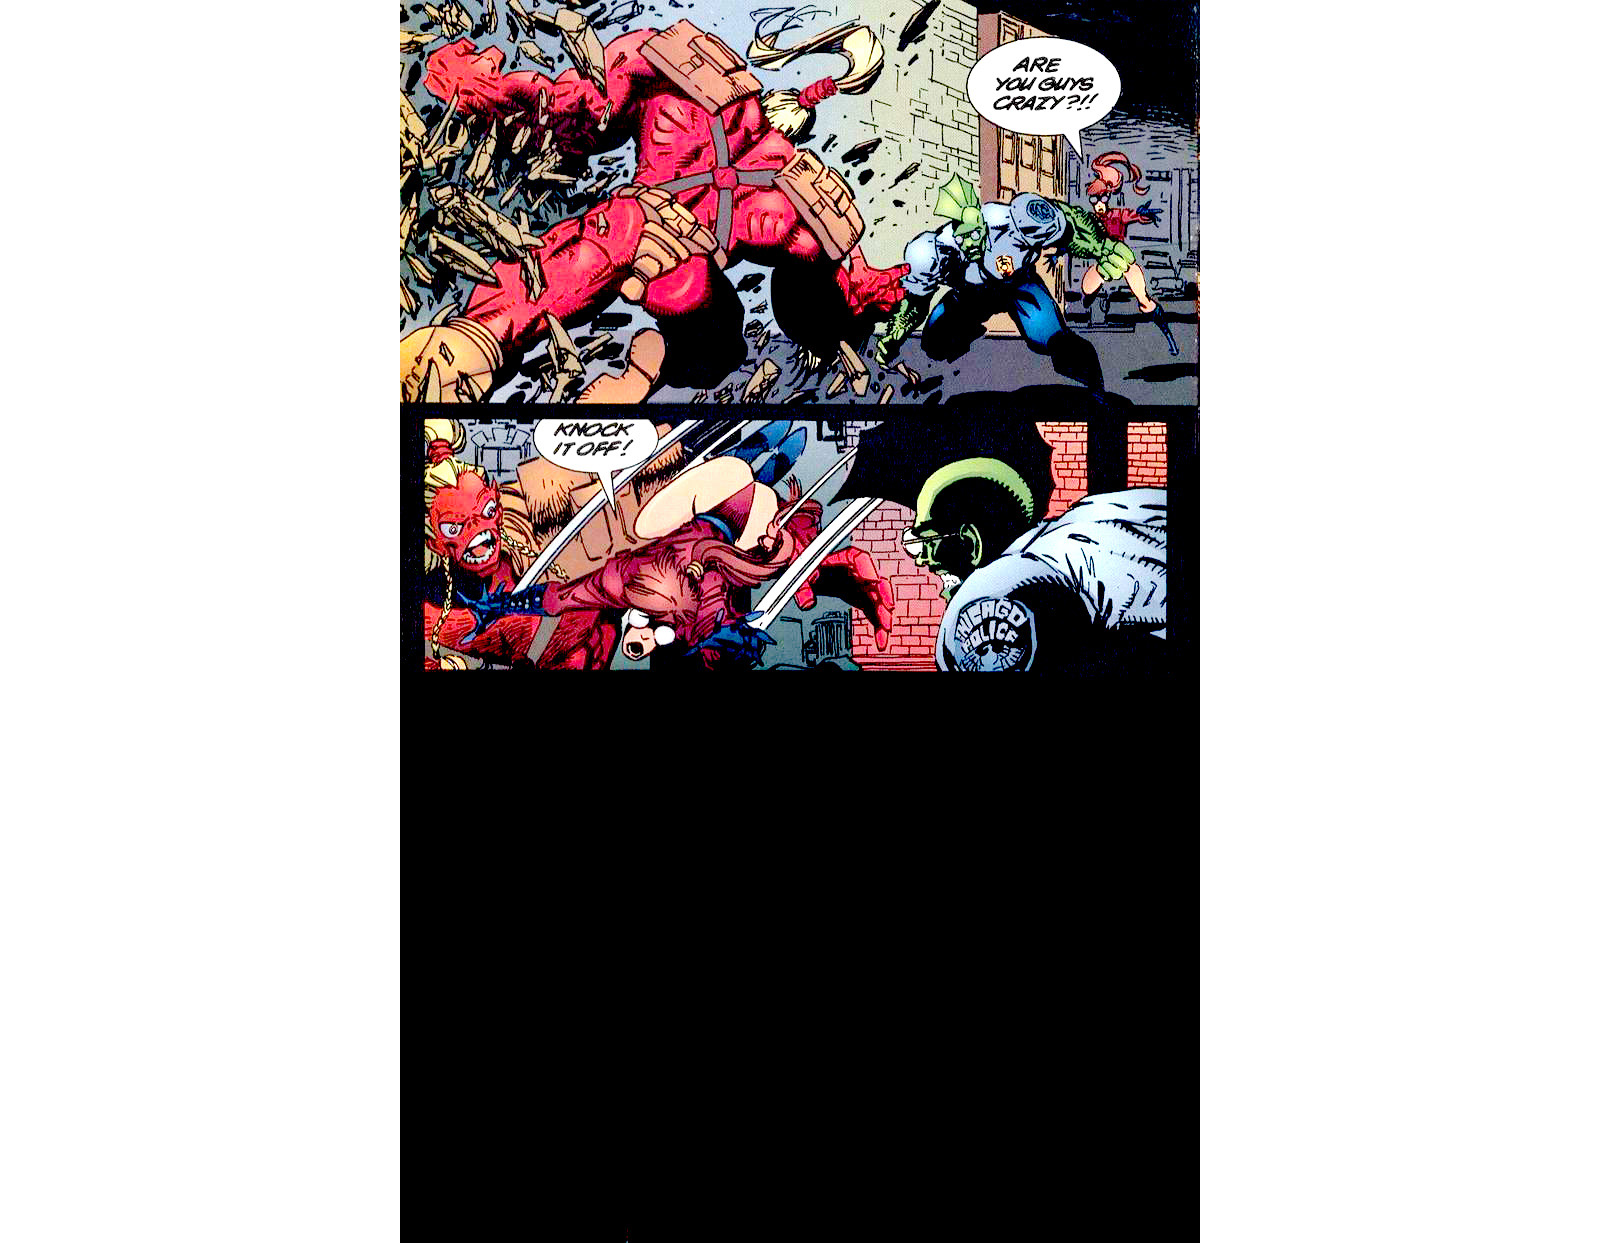 ARE
YOU GUYS
CRAZY?!!
KNOCK
IT OFF!
CHICAGO
POLICE